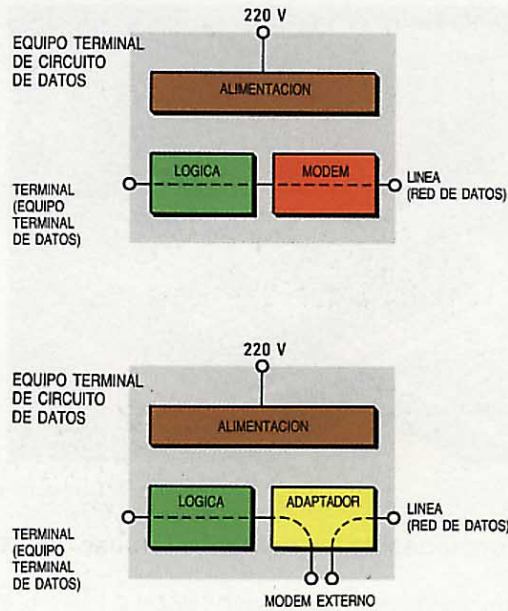 220 V
EQUIPO TERMINAL
DE CIRCUITO
DE DATOS
ALIMENTACION
LOGICA
MODEM
TERMINAL
(EQUIPO
TERMINAL
DE DATOS)
LINEA
(RED DE DATOS)
220 V
EQUIPO TERMINAL
DE CIRCUITO
DE DATOS
ALIMENTACION
LOGICA
ADAPTADOR
TERMINAL
(EQUIPO
TERMINAL
DE DATOS)
LINEA
(RED DE DATOS)
MODEM EXTERNO